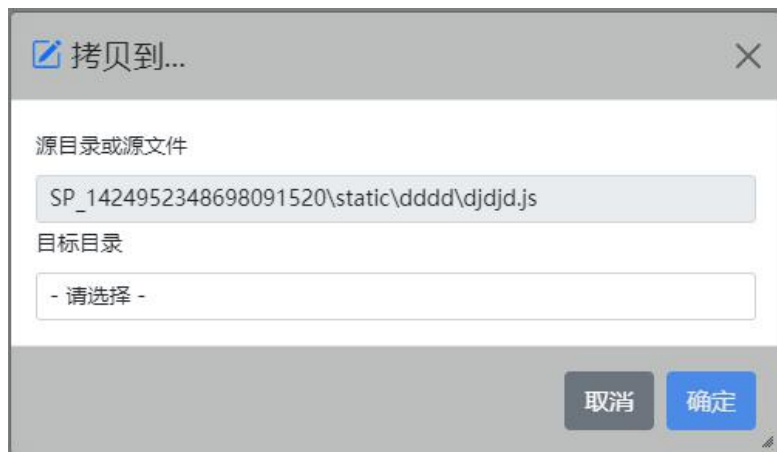 拷贝到...
源目录或源文件
SP_1424952348698091520\static\dddd\djdjd.js
目标目录
- 请选择 -
取消
确定